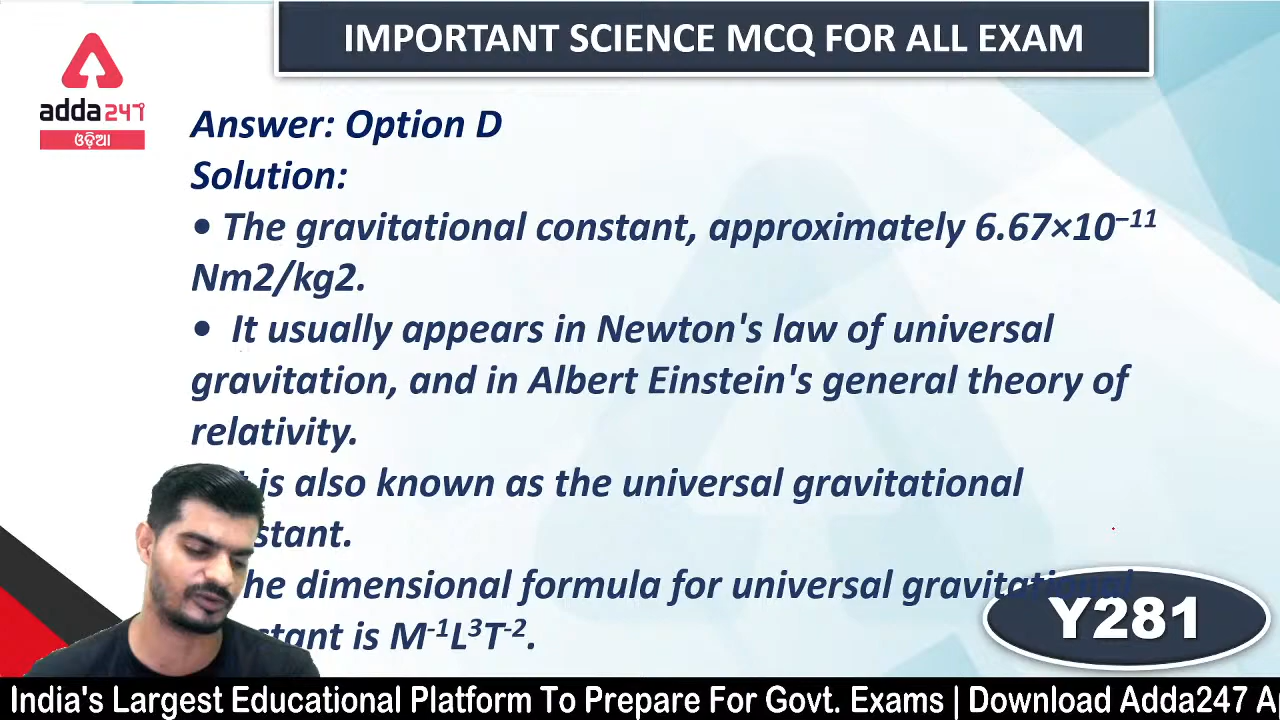 IMPORTANT SCIENCE MCQ FOR ALL EXAM
adda247
ଓଡ଼ିଆ
Answer: Option D
Solution:
• The gravitational constant, approximately 6.67×10⁻¹¹
Nm2/kg2.
• It usually appears in Newton's law of universal
gravitation, and in Albert Einstein's general theory of
relativity.
is also known as the universal gravitational
stant.
he dimensional formula for universal gravitational
stant is M⁻¹L³T⁻².
Y281
India's Largest Educational Platform To Prepare For Govt. Exams | Download Adda247 A